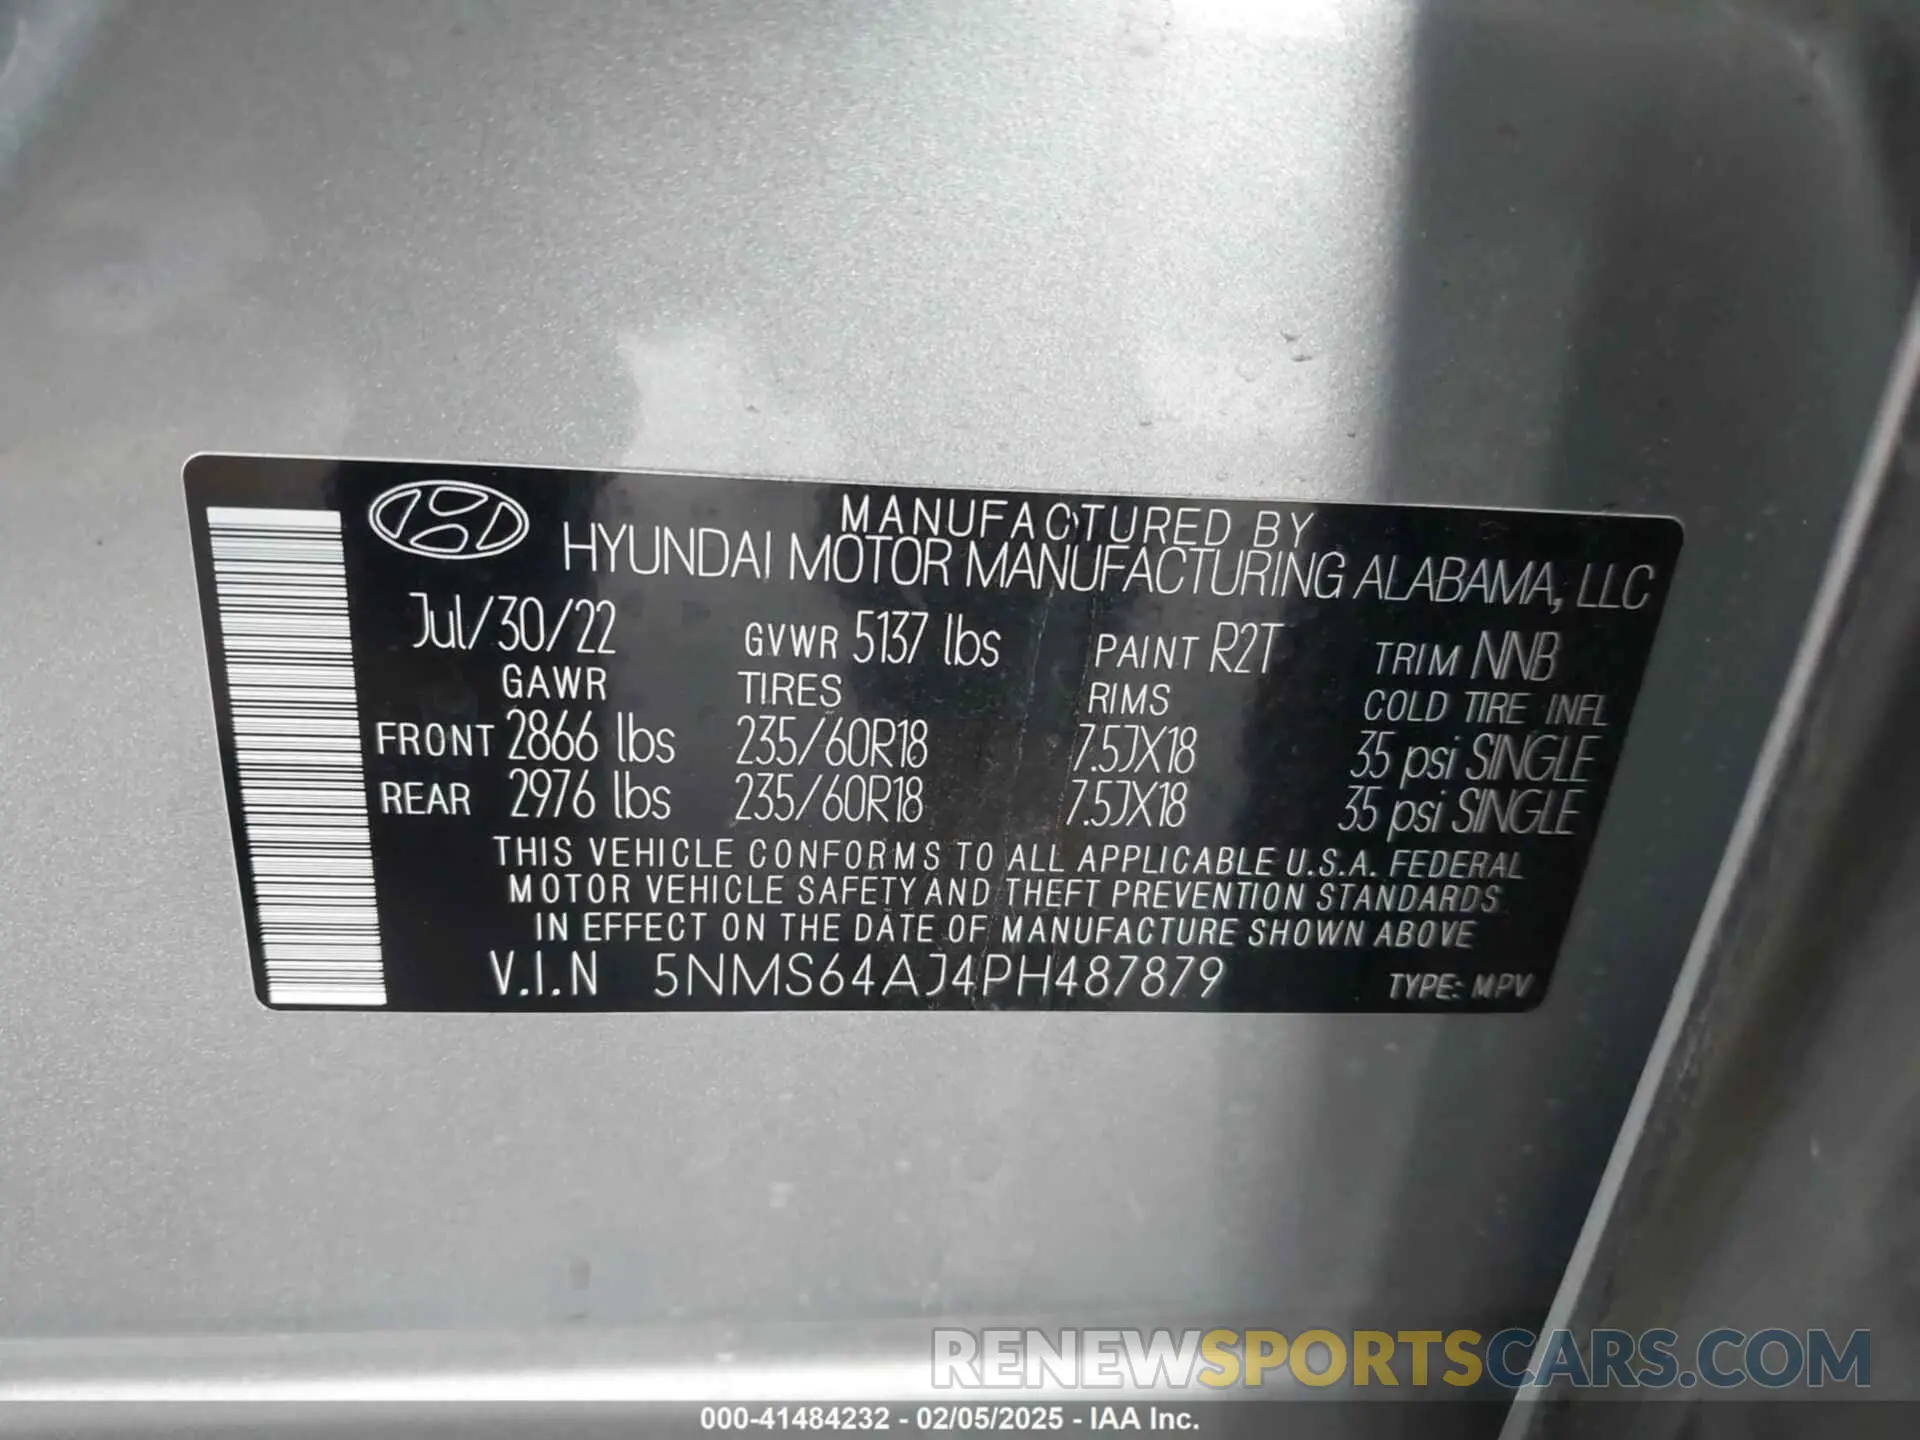 MANUFACTURED BY
HYUNDAI MOTOR MANUFACTURING ALABAMA, LLC
Jul/30/22 GVWR 5137 lbs PAINT R2T TRIM NNB
GAWR TIRES RIMS COLD TIRE INFL
FRONT 2866 lbs 235/60R18 7.5JX18 35 psi SINGLE
REAR 2976 lbs 235/60R18 7.5JX18 35 psi SINGLE
THIS VEHICLE CONFORMS TO ALL APPLICABLE U.S.A. FEDERAL
MOTOR VEHICLE SAFETY AND THEFT PREVENTION STANDARDS
IN EFFECT ON THE DATE OF MANUFACTURE SHOWN ABOVE
V.I.N 5NMS64AJ4PH487879 TYPE: MPV
RENEWSPORTSCARS.COM
000-41484232 - 02/05/2025 - IAA Inc.